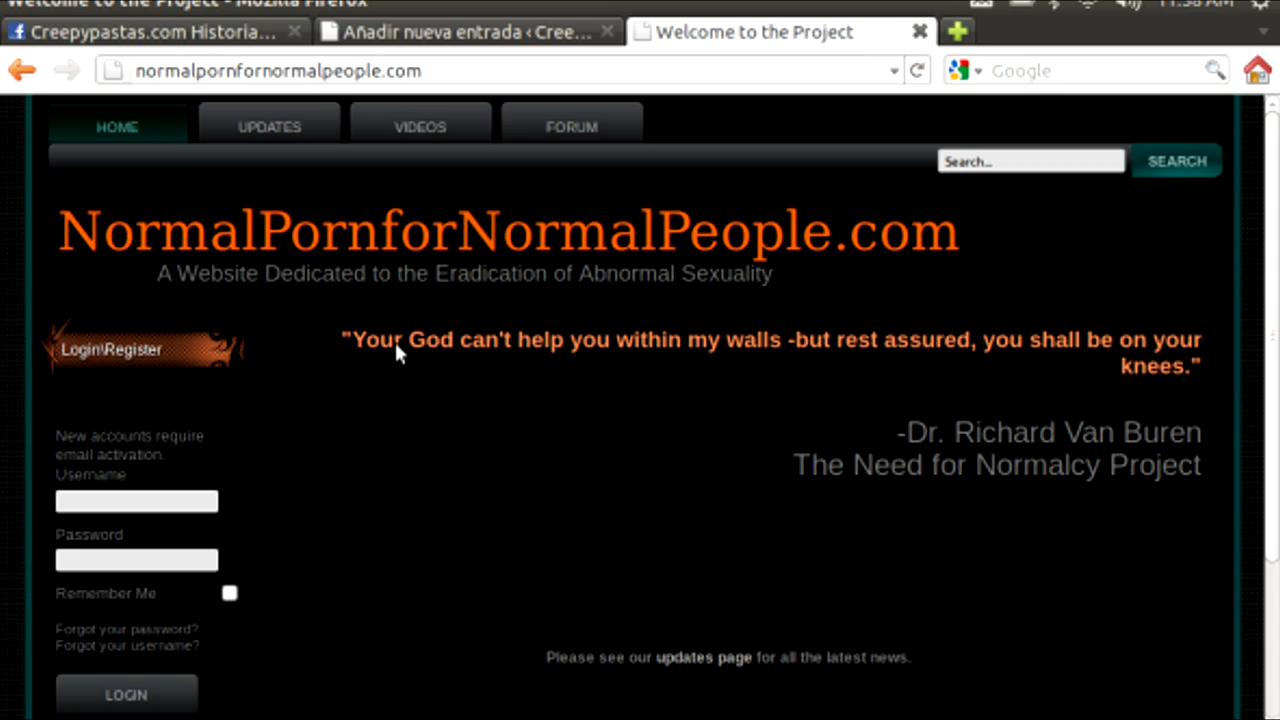 Welcome to the Project - Mozilla Firefox
11:58 AM
Creepypastas.com Historia...
Añadir nueva entrada ‹ Cree...
Welcome to the Project
normalpornfornormalpeople.com
Google
HOME
UPDATES
VIDEOS
FORUM
Search...
SEARCH
NormalPornforNormalPeople.com
A Website Dedicated to the Eradication of Abnormal Sexuality
Login\Register
"Your God can't help you within my walls -but rest assured, you shall be on your
knees."
-Dr. Richard Van Buren
The Need for Normalcy Project
New accounts require
email activation.
Username
Password
Remember Me
Forgot your password?
Forgot your username?
Please see our updates page for all the latest news.
LOGIN